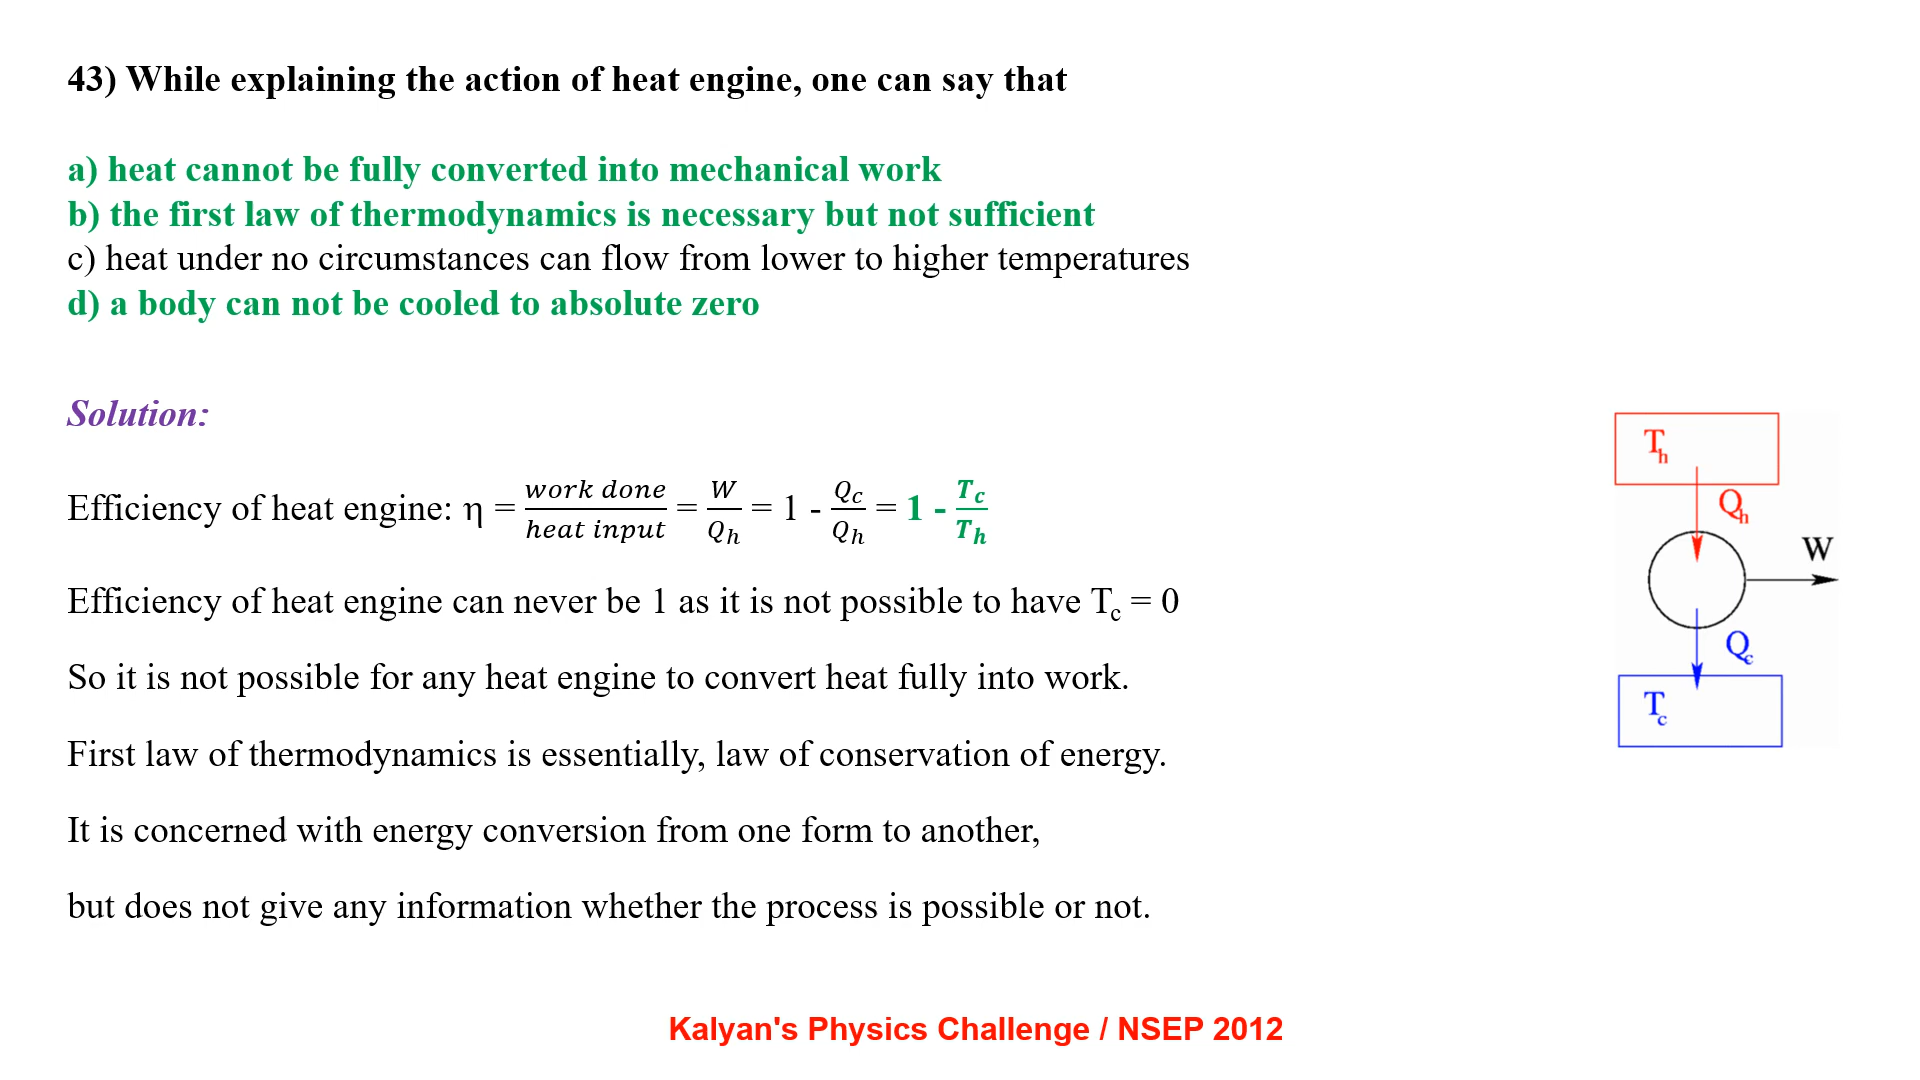 43) While explaining the action of heat engine, one can say that
a) heat cannot be fully converted into mechanical work
b) the first law of thermodynamics is necessary but not sufficient
c) heat under no circumstances can flow from lower to higher temperatures
d) a body can not be cooled to absolute zero
Solution:
Efficiency of heat engine: η = work done / heat input = W / Qh = 1 - Qc / Qh = 1 - Tc / Th
Efficiency of heat engine can never be 1 as it is not possible to have Tc = 0
So it is not possible for any heat engine to convert heat fully into work.
First law of thermodynamics is essentially, law of conservation of energy.
It is concerned with energy conversion from one form to another,
but does not give any information whether the process is possible or not.
Th
Qh
W
Qc
Tc
Kalyan's Physics Challenge / NSEP 2012